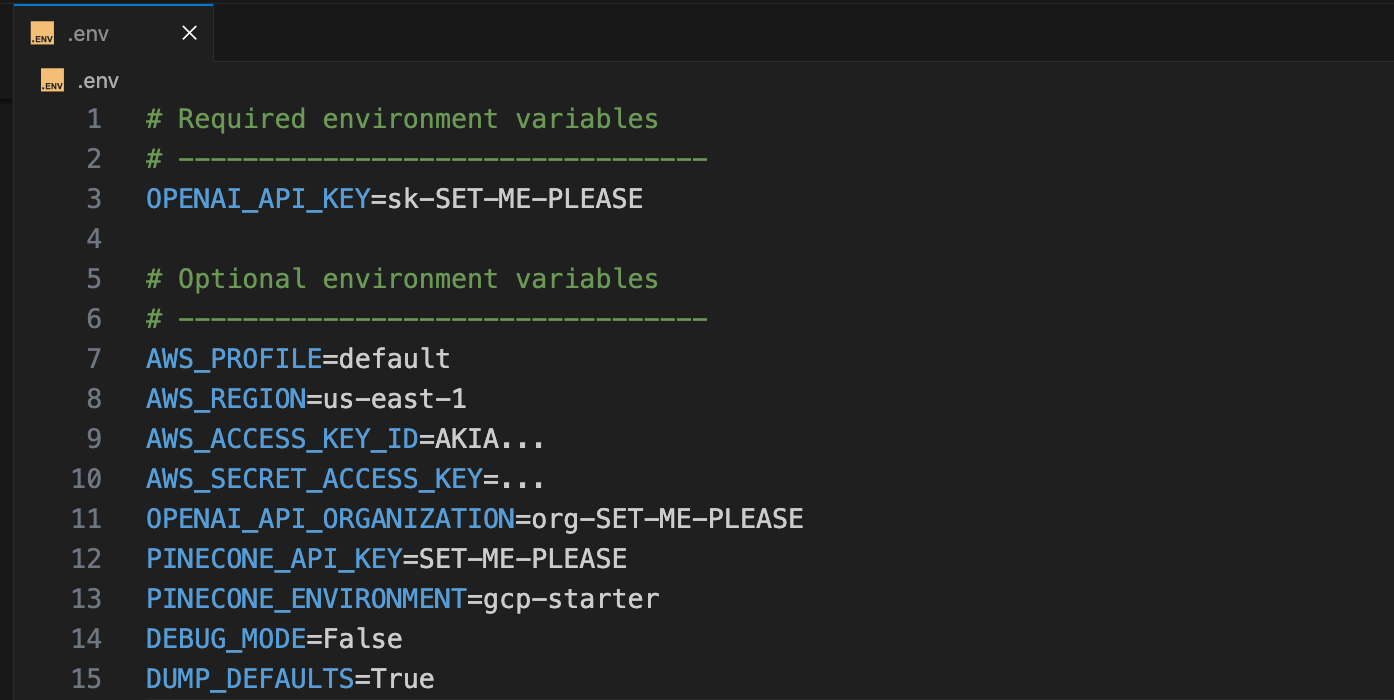 .env
.env
1 # Required environment variables
2 # ---------------------------------
3 OPENAI_API_KEY=sk-SET-ME-PLEASE
4
5 # Optional environment variables
6 # ---------------------------------
7 AWS_PROFILE=default
8 AWS_REGION=us-east-1
9 AWS_ACCESS_KEY_ID=AKIA...
10 AWS_SECRET_ACCESS_KEY=...
11 OPENAI_API_ORGANIZATION=org-SET-ME-PLEASE
12 PINECONE_API_KEY=SET-ME-PLEASE
13 PINECONE_ENVIRONMENT=gcp-starter
14 DEBUG_MODE=False
15 DUMP_DEFAULTS=True